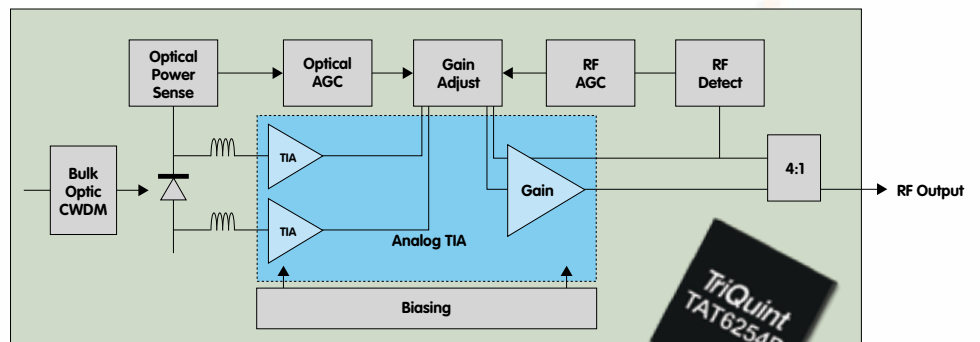 Optical
Power
Sense
Optical
AGC
Gain
Adjust
RF
AGC
RF
Detect
Bulk
Optic
CWDM
TIA
TIA
Gain
4:1
RF Output
Analog TIA
Biasing
TriQuint